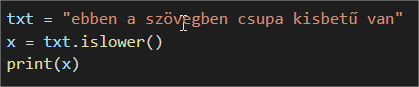 txt = "ebben a szövegben csupa kisbetű van"
x = txt.islower()
print(x)